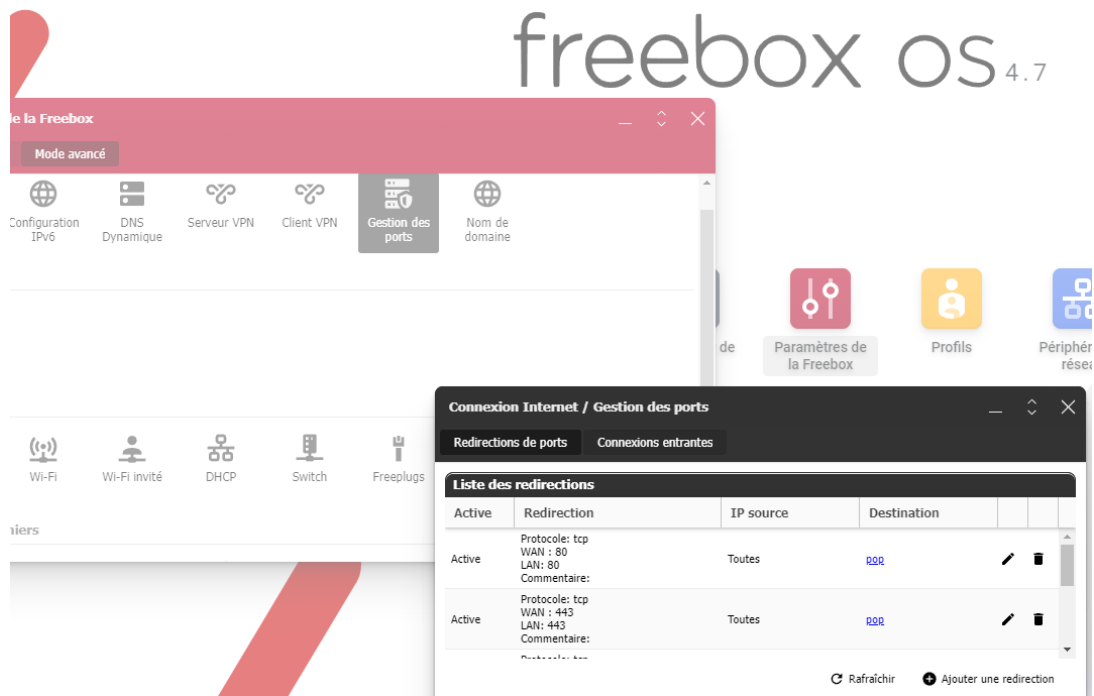 freebox os 4.7
de la Freebox
Mode avancé
Configuration
IPv6
DNS
Dynamique
Serveur VPN
Client VPN
Gestion des
ports
Nom de
domaine
de
Paramètres de
la Freebox
Profils
Périphér
résea
Wi-Fi
Wi-Fi invité
DHCP
Switch
Freeplugs
niers
Connexion Internet / Gestion des ports
Redirections de ports
Connexions entrantes
Liste des redirections
Active Redirection IP source Destination
Protocole: tcp
WAN : 80
Active Toutes pop
LAN: 80
Commentaire:
Protocole: tcp
WAN : 443
Active Toutes pop
LAN: 443
Commentaire:
Protocole: tcp
Rafraîchir
Ajouter une redirection